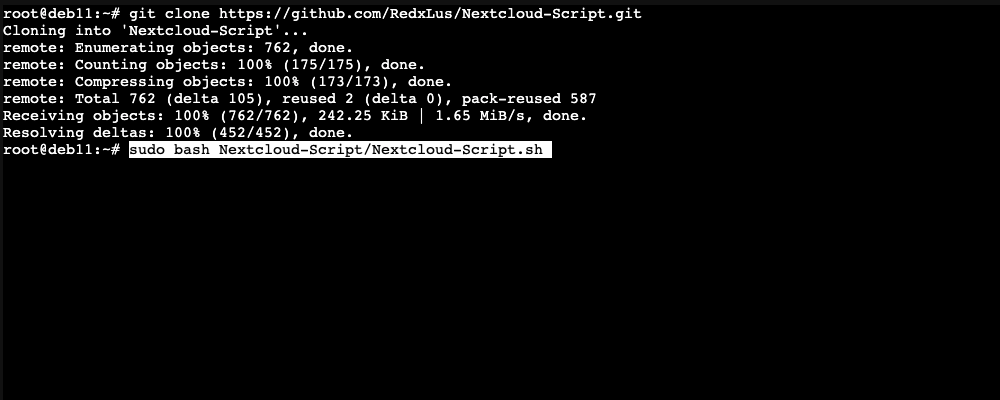 root@deb11:~# git clone https://github.com/RedxLus/Nextcloud-Script.git
Cloning into 'Nextcloud-Script'...
remote: Enumerating objects: 762, done.
remote: Counting objects: 100% (175/175), done.
remote: Compressing objects: 100% (173/173), done.
remote: Total 762 (delta 105), reused 2 (delta 0), pack-reused 587
Receiving objects: 100% (762/762), 242.25 KiB | 1.65 MiB/s, done.
Resolving deltas: 100% (452/452), done.
root@deb11:~# sudo bash Nextcloud-Script/Nextcloud-Script.sh